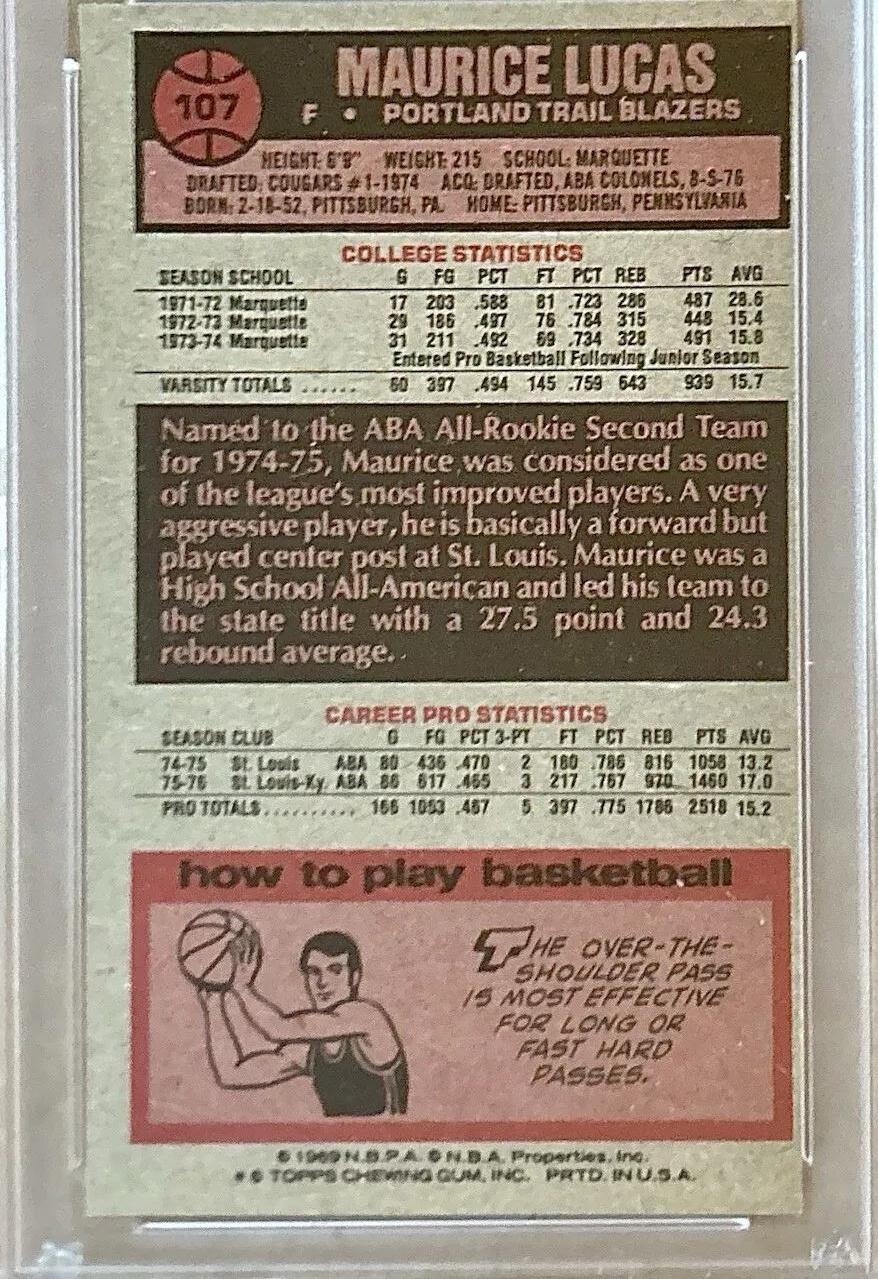 107
MAURICE LUCAS
F • PORTLAND TRAIL BLAZERS
HEIGHT: 6'9" WEIGHT: 215 SCHOOL: MARQUETTE
DRAFTED: COUGARS #1-1974 ACQ: DRAFTED, ABA COLONELS, 8-5-76
BORN: 2-18-52, PITTSBURGH, PA. HOME: PITTSBURGH, PENNSYLVANIA
COLLEGE STATISTICS
SEASON SCHOOL G FG PCT FT PCT REB PTS AVG
1971-72 Marquette 17 203 .588 81 .723 286 487 28.6
1972-73 Marquette 29 186 .497 76 .784 315 448 15.4
1973-74 Marquette 31 211 .492 69 .734 328 491 15.8
Entered Pro Basketball Following Junior Season
VARSITY TOTALS ...... 60 397 .494 145 .759 643 939 15.7
Named to the ABA All-Rookie Second Team
for 1974-75, Maurice was considered as one
of the league's most improved players. A very
aggressive player, he is basically a forward but
played center post at St. Louis. Maurice was a
High School All-American and led his team to
the state title with a 27.5 point and 24.3
rebound average.
CAREER PRO STATISTICS
SEASON CLUB G FG PCT 3-PT FT PCT REB PTS AVG
74-75 St. Louis ABA 80 436 .470 2 180 .786 816 1058 13.2
75-76 St. Louis-Ky. ABA 86 617 .465 3 217 .767 970 1460 17.0
PRO TOTALS .......... 166 1053 .467 5 397 .775 1786 2518 15.2
how to play basketball
THE OVER-THE-
SHOULDER PASS
IS MOST EFFECTIVE
FOR LONG OR
FAST HARD
PASSES.
© 1969 N.B.P.A. © N.B.A. Properties, Inc.
* © TOPPS CHEWING GUM, INC. PRTD. IN U.S.A.